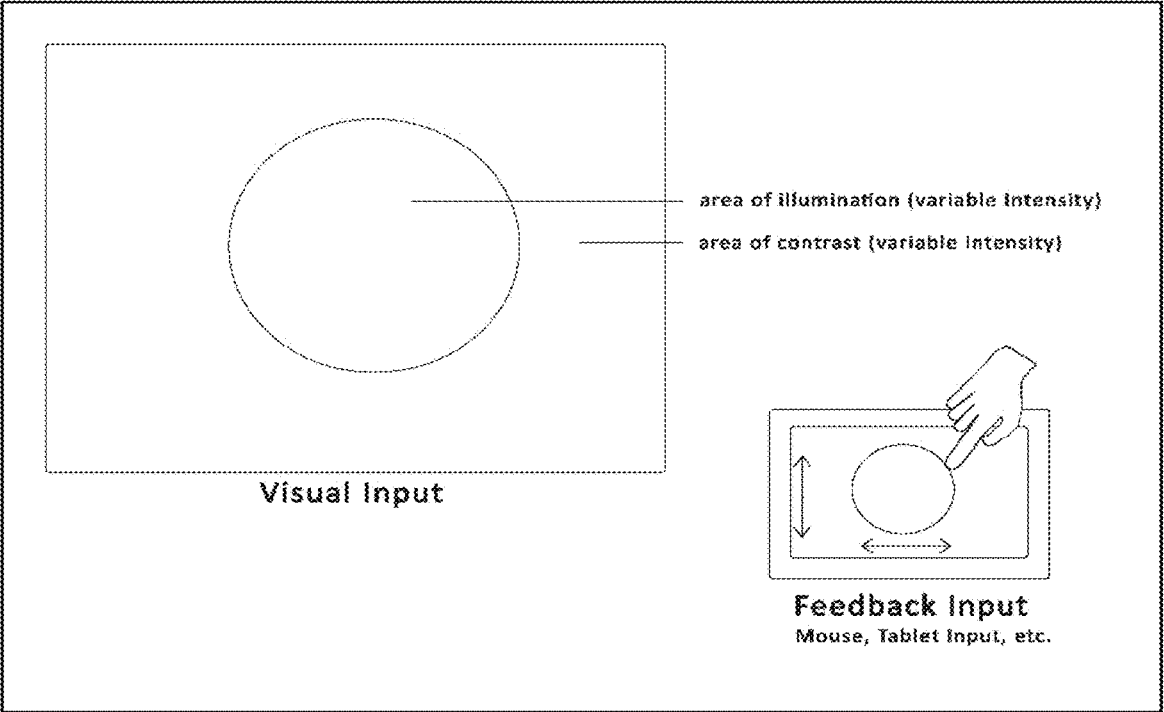 area of illumination (variable intensity)
area of contrast (variable intensity)
Visual Input
Feedback Input
Mouse, Tablet Input, etc.